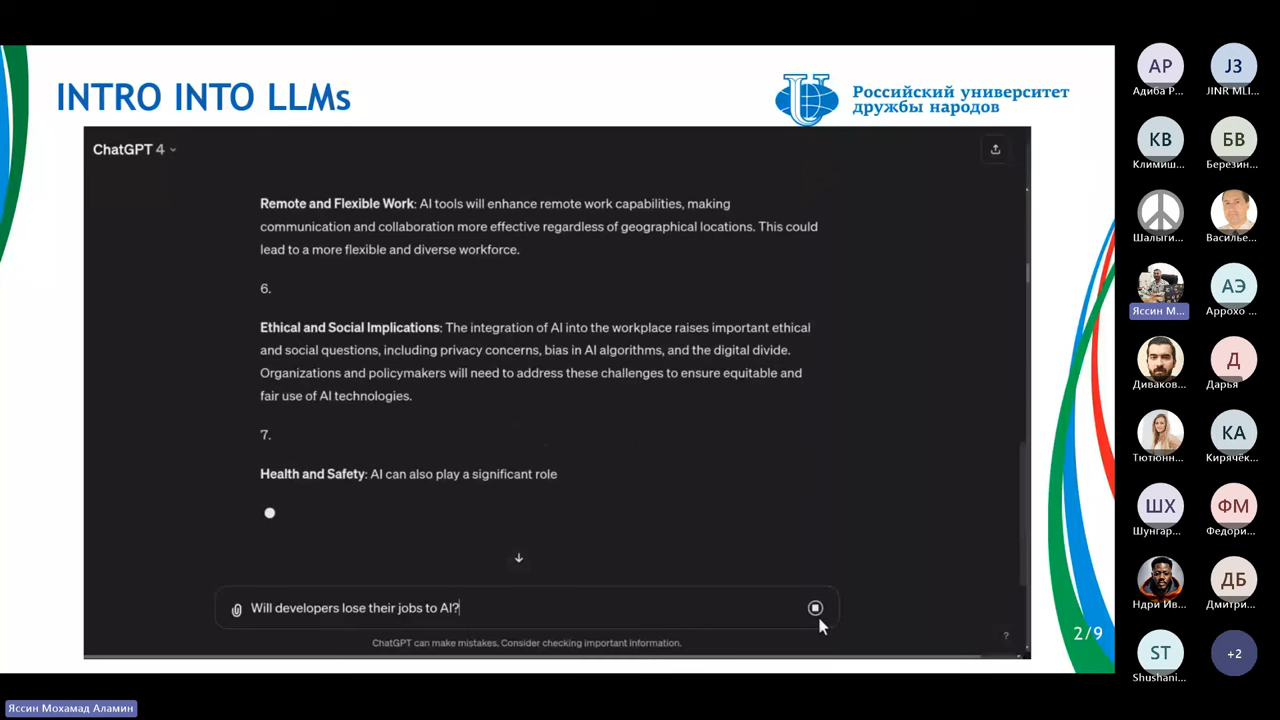 INTRO INTO LLMs
Российский университет
дружбы народов
ChatGPT 4
Remote and Flexible Work: AI tools will enhance remote work capabilities, making
communication and collaboration more effective regardless of geographical locations. This could
lead to a more flexible and diverse workforce.
6.
Ethical and Social Implications: The integration of AI into the workplace raises important ethical
and social questions, including privacy concerns, bias in AI algorithms, and the digital divide.
Organizations and policymakers will need to address these challenges to ensure equitable and
fair use of AI technologies.
7.
Health and Safety: AI can also play a significant role
Will developers lose their jobs to AI?
ChatGPT can make mistakes. Consider checking important information.
?
2/9
АР
JЗ
Адиба Р...
JINR MLI...
КВ
БВ
Климиш...
Березин...
Шалыги...
Василье...
АЭ
Яссин М...
Аррохо ...
Д
Диваков...
Дарья
КА
Тютюнн...
Кирячёк...
ШХ
ФМ
Шунгар...
Федори...
ДБ
Ндри Ив...
Дмитри...
ST
+2
Shushani...
Яссин Мохамад Аламин